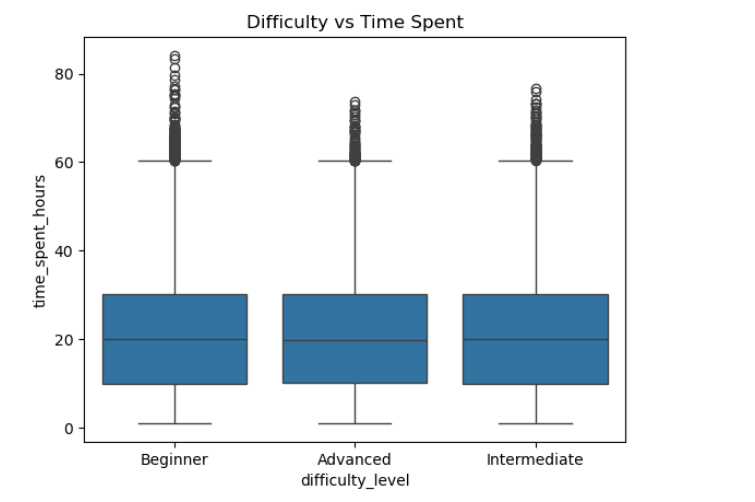 Difficulty vs Time Spent
80
60
40
20
0
time_spent_hours
Beginner
Advanced
Intermediate
difficulty_level